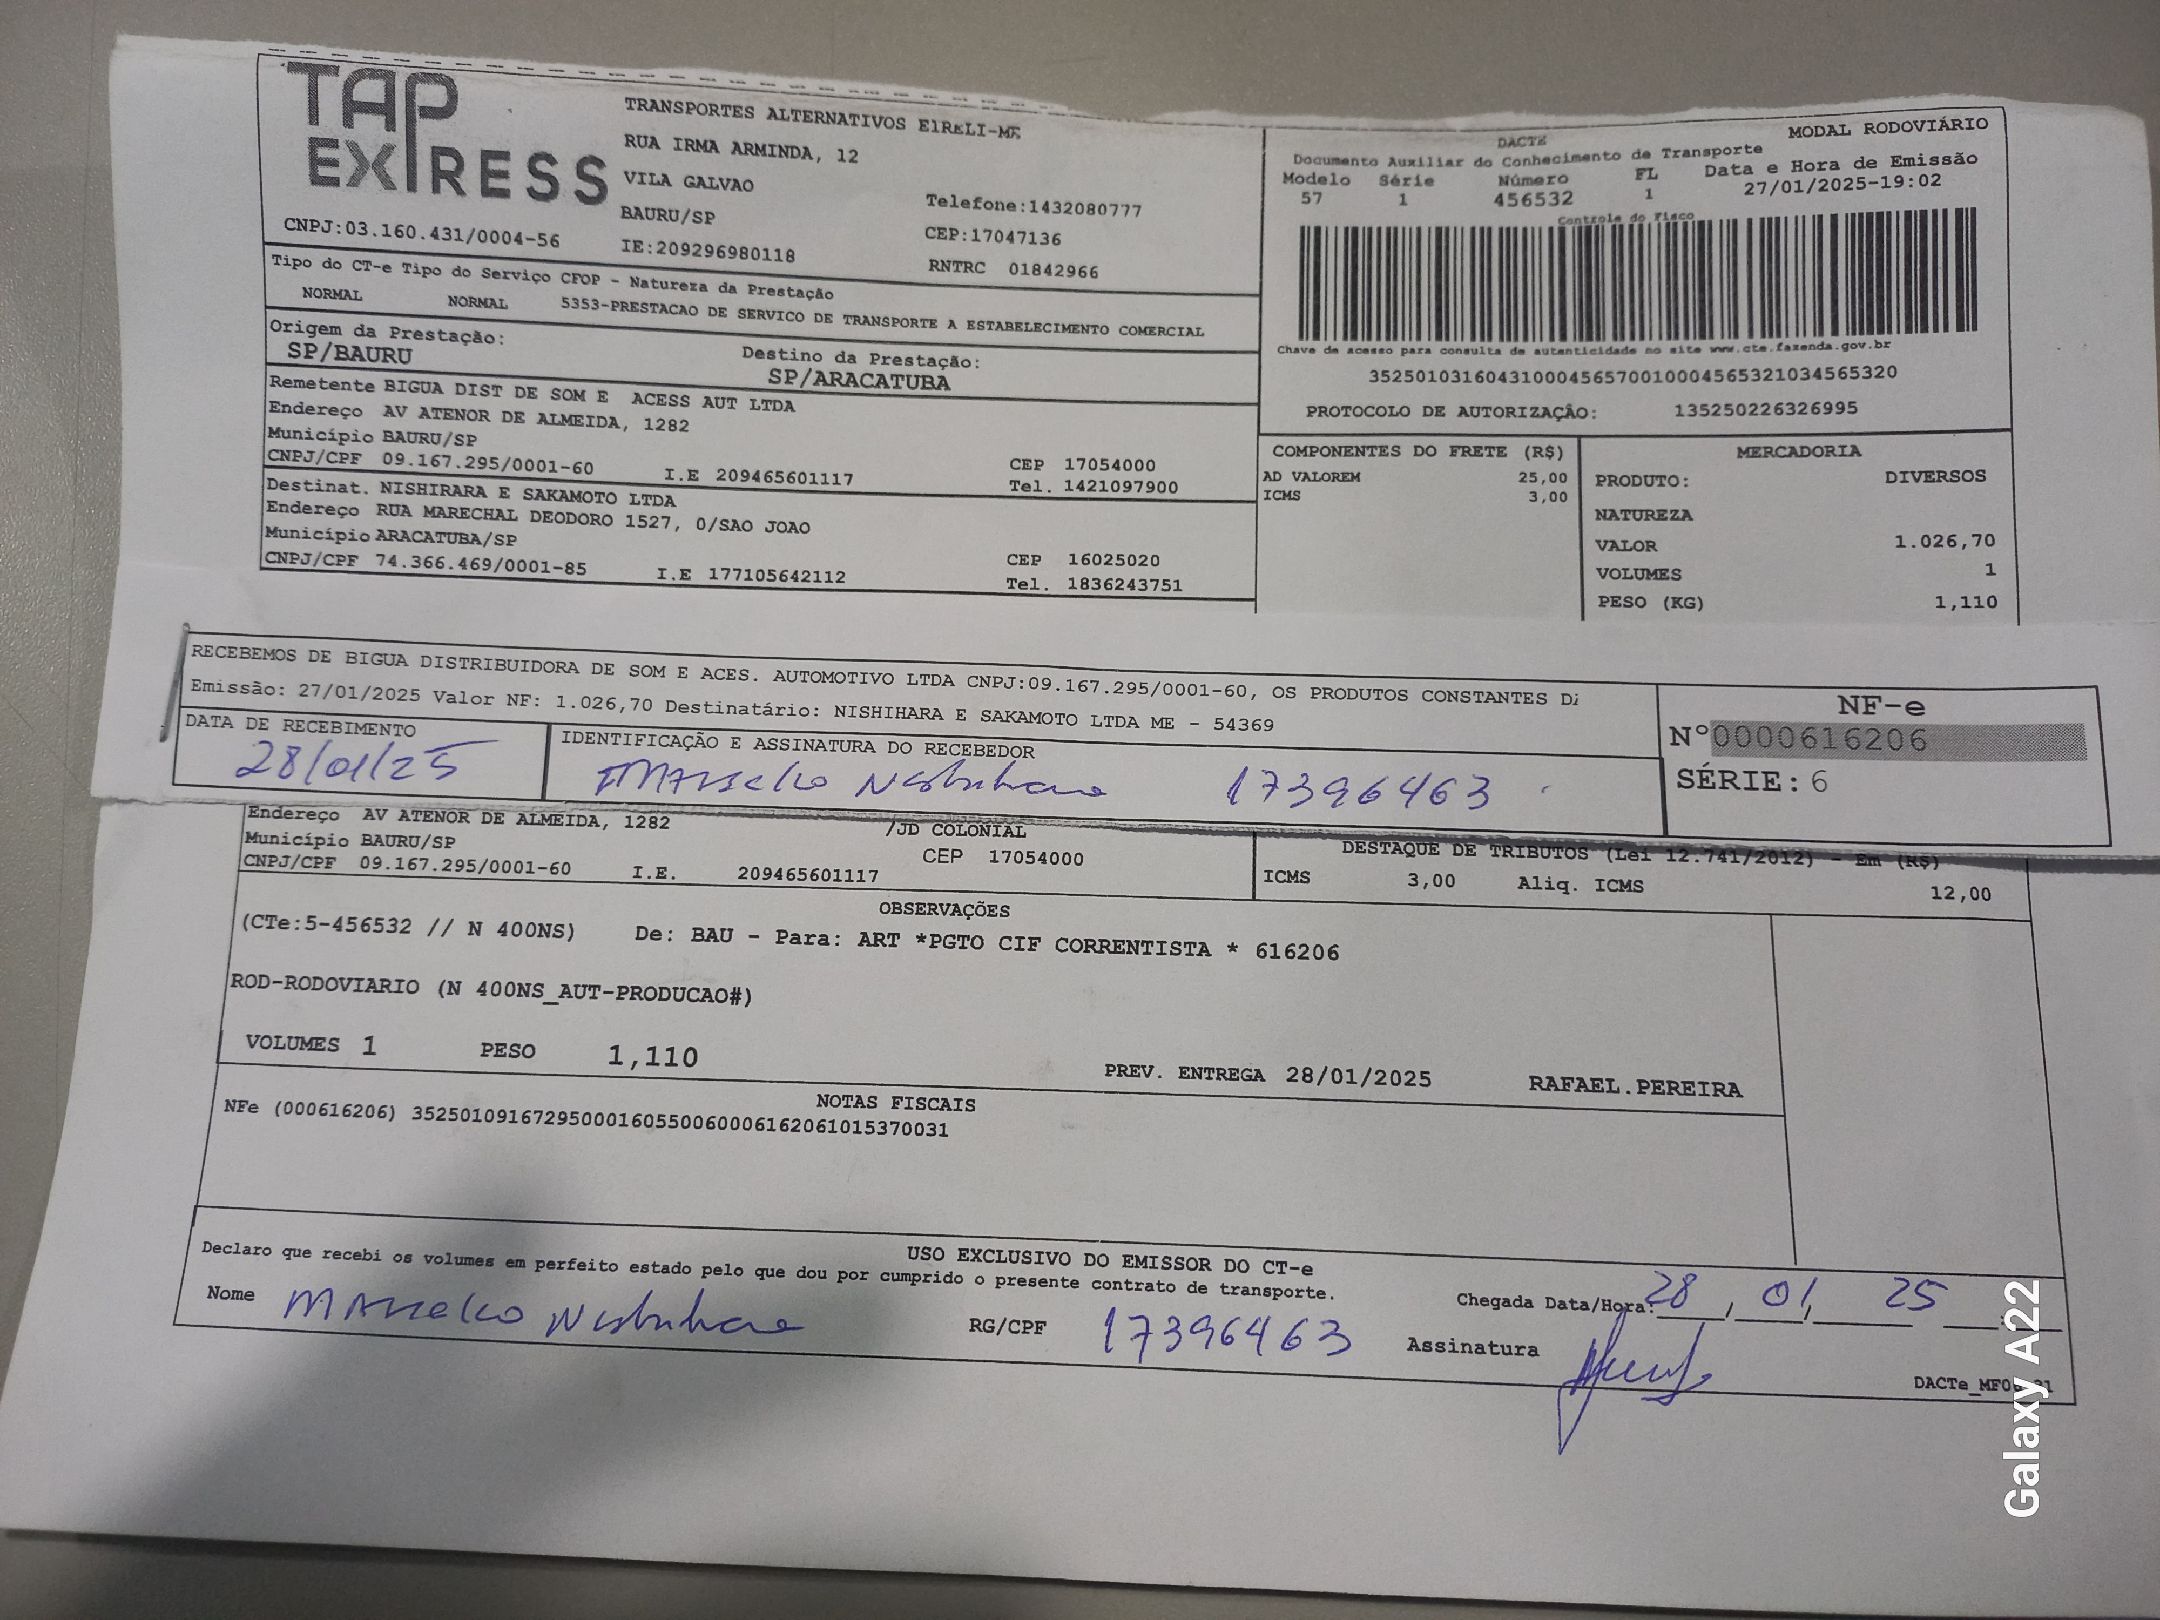 TAP EXPRESS
TRANSPORTES ALTERNATIVOS EIRELI-ME
RUA IRMA ARMINDA, 12
VILA GALVAO
BAURU/SP
Telefone:1432080777
CEP:17047136
CNPJ:03.160.431/0004-56
IE:209296980118
RNTRC 01842966
Tipo do CT-e Tipo do Serviço CFOP - Natureza da Prestação
NORMAL NORMAL 5353-PRESTACAO DE SERVICO DE TRANSPORTE A ESTABELECIMENTO COMERCIAL
Origem da Prestação:
SP/BAURU
Destino da Prestação:
SP/ARACATUBA
Remetente BIGUA DIST DE SOM E ACESS AUT LTDA
Endereço AV ATENOR DE ALMEIDA, 1282
Município BAURU/SP
CEP 17054000
CNPJ/CPF 09.167.295/0001-60 I.E 209465601117 Tel. 1421097900
Destinat. NISHIRARA E SAKAMOTO LTDA
Endereço RUA MARECHAL DEODORO 1527, 0/SAO JOAO
Município ARACATUBA/SP
CEP 16025020
CNPJ/CPF 74.366.469/0001-85 I.E 177105642112 Tel. 1836243751
DACTE MODAL RODOVIÁRIO
Documento Auxiliar do Conhecimento de Transporte
Modelo Série Número FL Data e Hora de Emissão
57 1 456532 1 27/01/2025-19:02
Controle do Fisco
Chave de acesso para consulta de autenticidade no site www.cte.fazenda.gov.br
35250103160431000456570010004565321034565320
PROTOCOLO DE AUTORIZAÇÃO: 135250226326995
COMPONENTES DO FRETE (R$)
AD VALOREM 25,00
ICMS 3,00
MERCADORIA
PRODUTO: DIVERSOS
NATUREZA
VALOR 1.026,70
VOLUMES 1
PESO (KG) 1,110
RECEBEMOS DE BIGUA DISTRIBUIDORA DE SOM E ACES. AUTOMOTIVO LTDA CNPJ:09.167.295/0001-60, OS PRODUTOS CONSTANTES
Emissão: 27/01/2025 Valor NF: 1.026,70 Destinatário: NISHIHARA E SAKAMOTO LTDA ME - 54369
DATA DE RECEBIMENTO
28/01/25
IDENTIFICAÇÃO E ASSINATURA DO RECEBEDOR
17396463
NF-e
N°0000616206
SÉRIE: 6
Endereço AV ATENOR DE ALMEIDA, 1282 /JD COLONIAL
Município BAURU/SP CEP 17054000
CNPJ/CPF 09.167.295/0001-60 I.E. 209465601117
DESTAQUE DE TRIBUTOS (Lei 12.741/2012) - Em (R$)
ICMS 3,00 Aliq. ICMS 12,00
OBSERVAÇÕES
(CTe:5-456532 // N 400NS) De: BAU - Para: ART *PGTO CIF CORRENTISTA * 616206
ROD-RODOVIARIO (N 400NS_AUT-PRODUCAO#)
VOLUMES 1 PESO 1,110
PREV. ENTREGA 28/01/2025 RAFAEL.PEREIRA
NOTAS FISCAIS
NFe (000616206) 35250109167295000160550060006162061015370031
USO EXCLUSIVO DO EMISSOR DO CT-e
Declaro que recebi os volumes em perfeito estado pelo que dou por cumprido o presente contrato de transporte.
Nome
RG/CPF 17396463
Chegada Data/Hora: 28 / 01 / 25
Assinatura
Galaxy A22